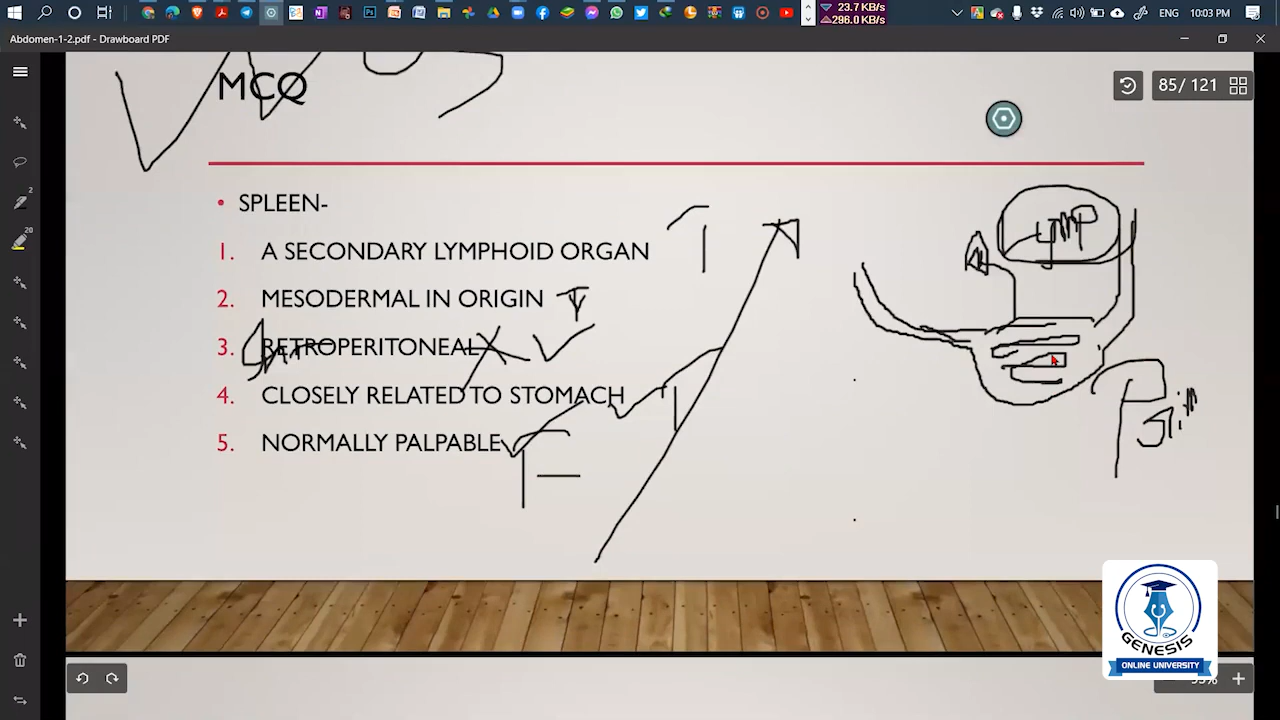 23.7 KB/s
296.0 KB/s
ENG
10:03 PM
Abdomen-1-2.pdf - Drawboard PDF
MCQ
85/ 121
• SPLEEN-
1. A SECONDARY LYMPHOID ORGAN T
2. MESODERMAL IN ORIGIN T
3. RETROPERITONEAL
4. CLOSELY RELATED TO STOMACH T
5. NORMALLY PALPABLE
2
20
GENESIS
ONLINE UNIVERSITY